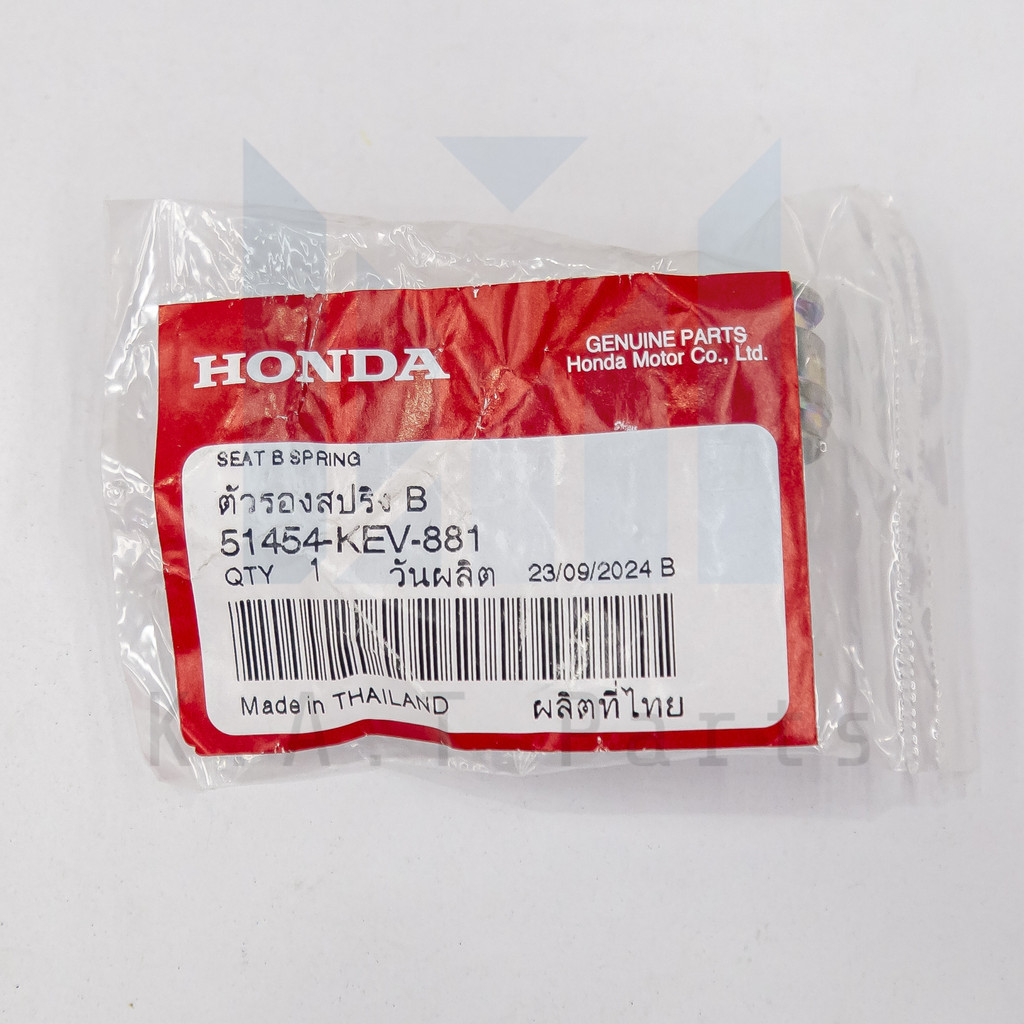 HONDA
GENUINE PARTS
Honda Motor Co., Ltd.
SEAT B SPRING
ตัวรองสปริง B
51454-KEV-881
QTY 1 วันผลิต 23/09/2024 B
Made in THAILAND ผลิตที่ไทย
Parts